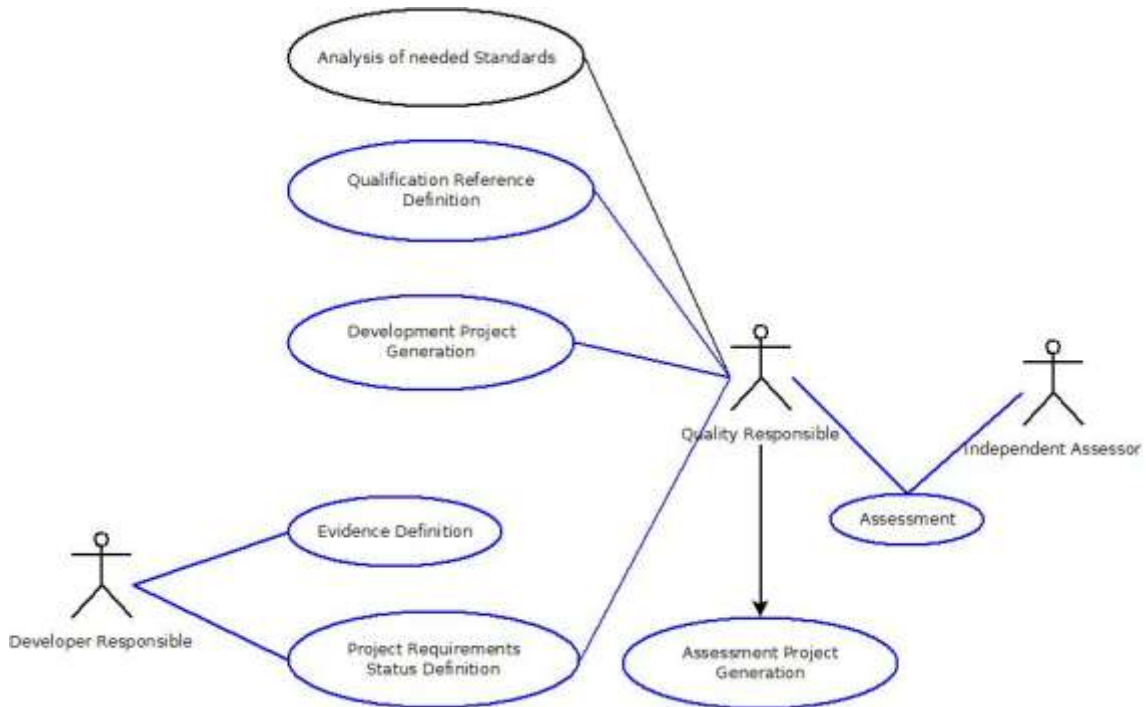 Analysis of needed Standards
Qualification Reference
Definition
Development Project
Generation
Quality Responsible
Independent Assessor
Assessment
Evidence Definition
Developer Responsible
Project Requirements
Status Definition
Assessment Project
Generation